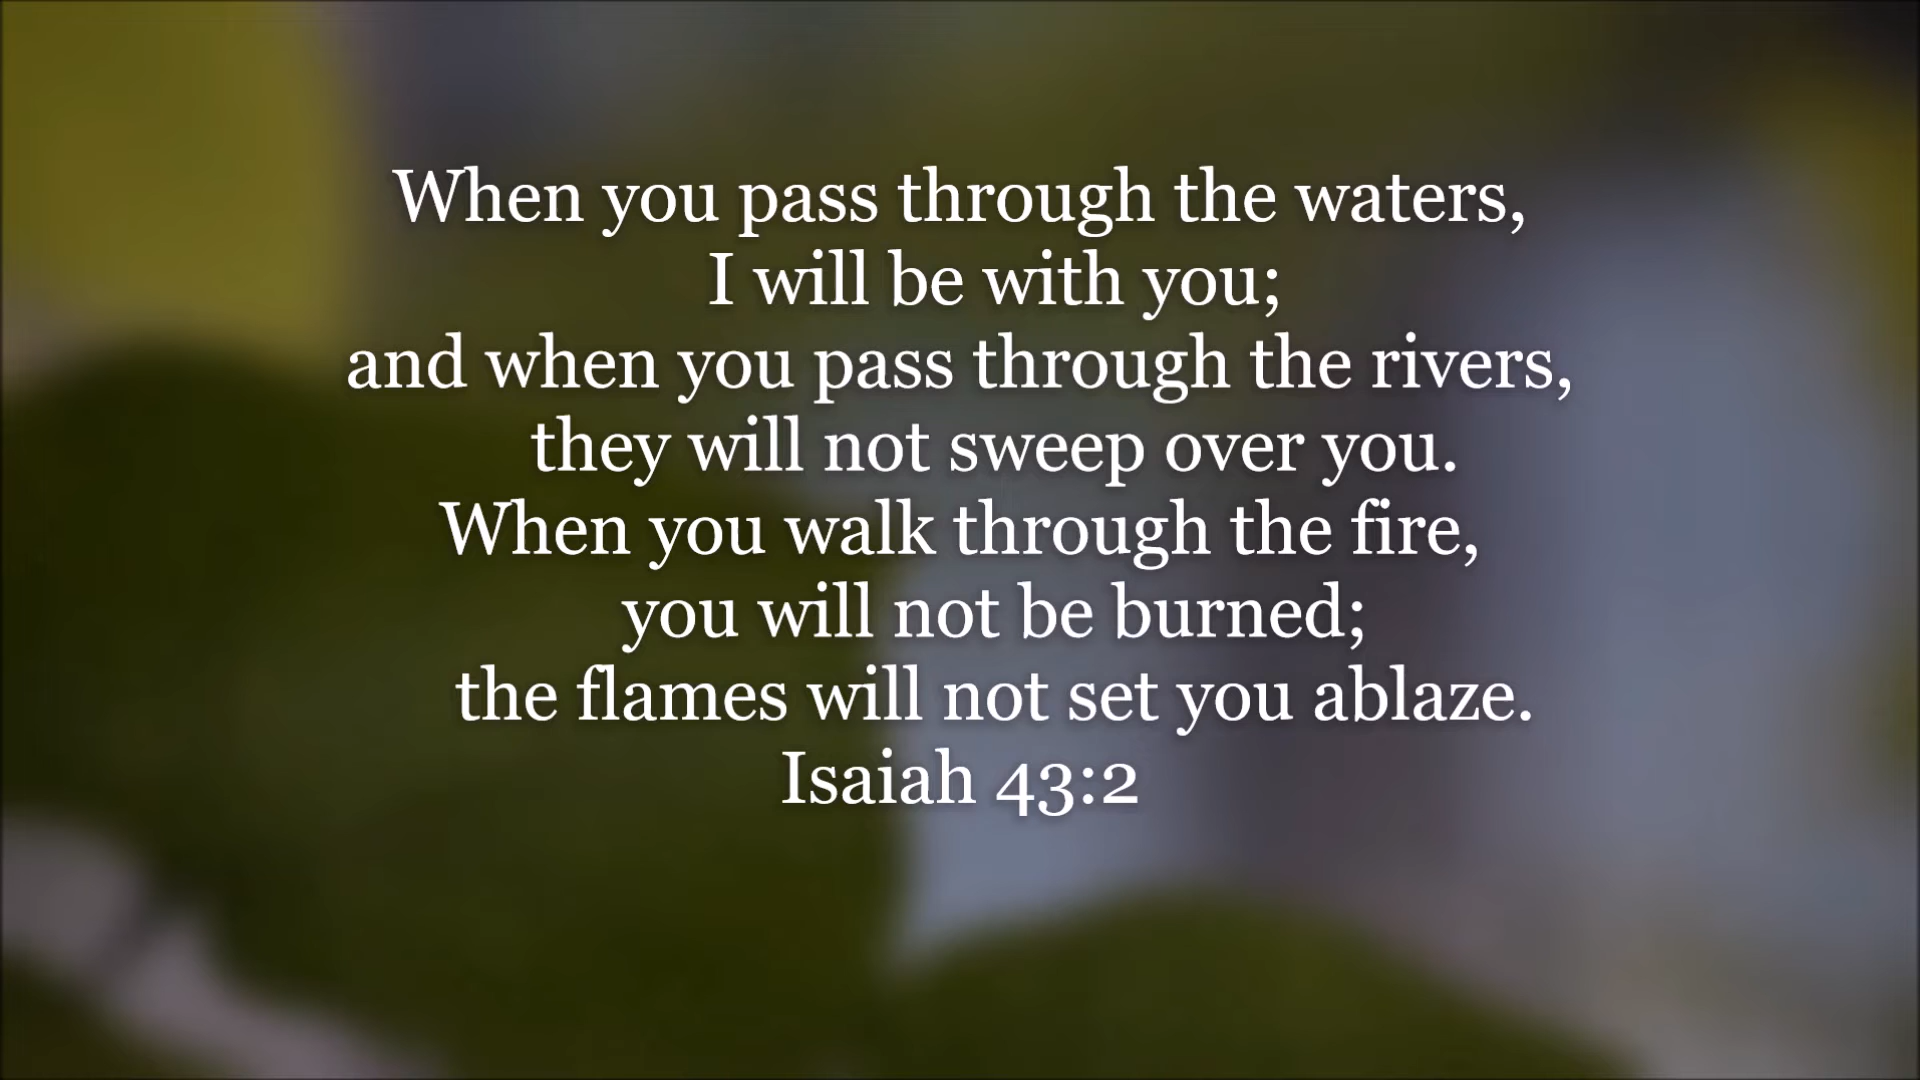 When you pass through the waters,
I will be with you;
and when you pass through the rivers,
they will not sweep over you.
When you walk through the fire,
you will not be burned;
the flames will not set you ablaze.
Isaiah 43:2